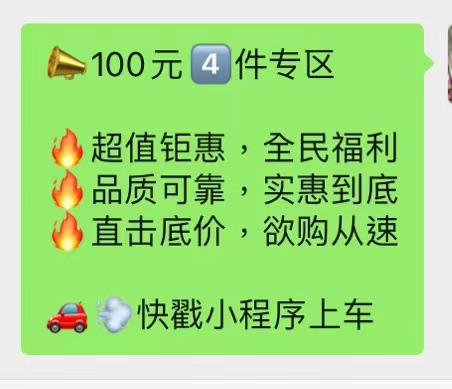 📣100元4️⃣件专区
🔥超值钜惠，全民福利
🔥品质可靠，实惠到底
🔥直击底价，欲购从速
🚗💨快戳小程序上车